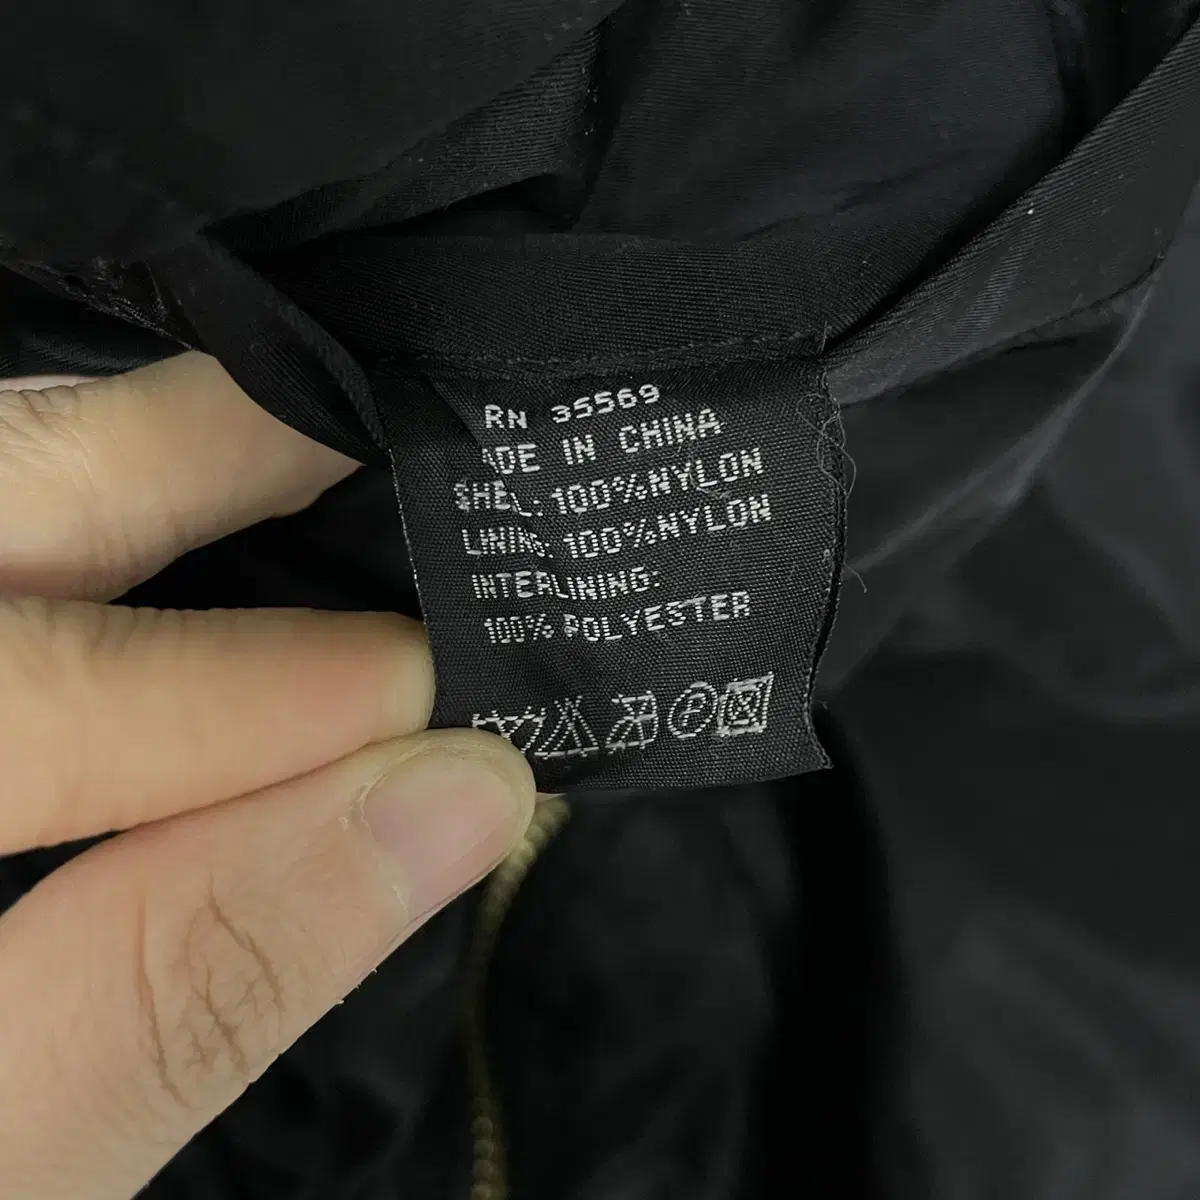 RN 35569
ADE IN CHINA
SHEL: 100%NYLON
LINING: 100%NYLON
INTERLINING:
100% POLYESTER